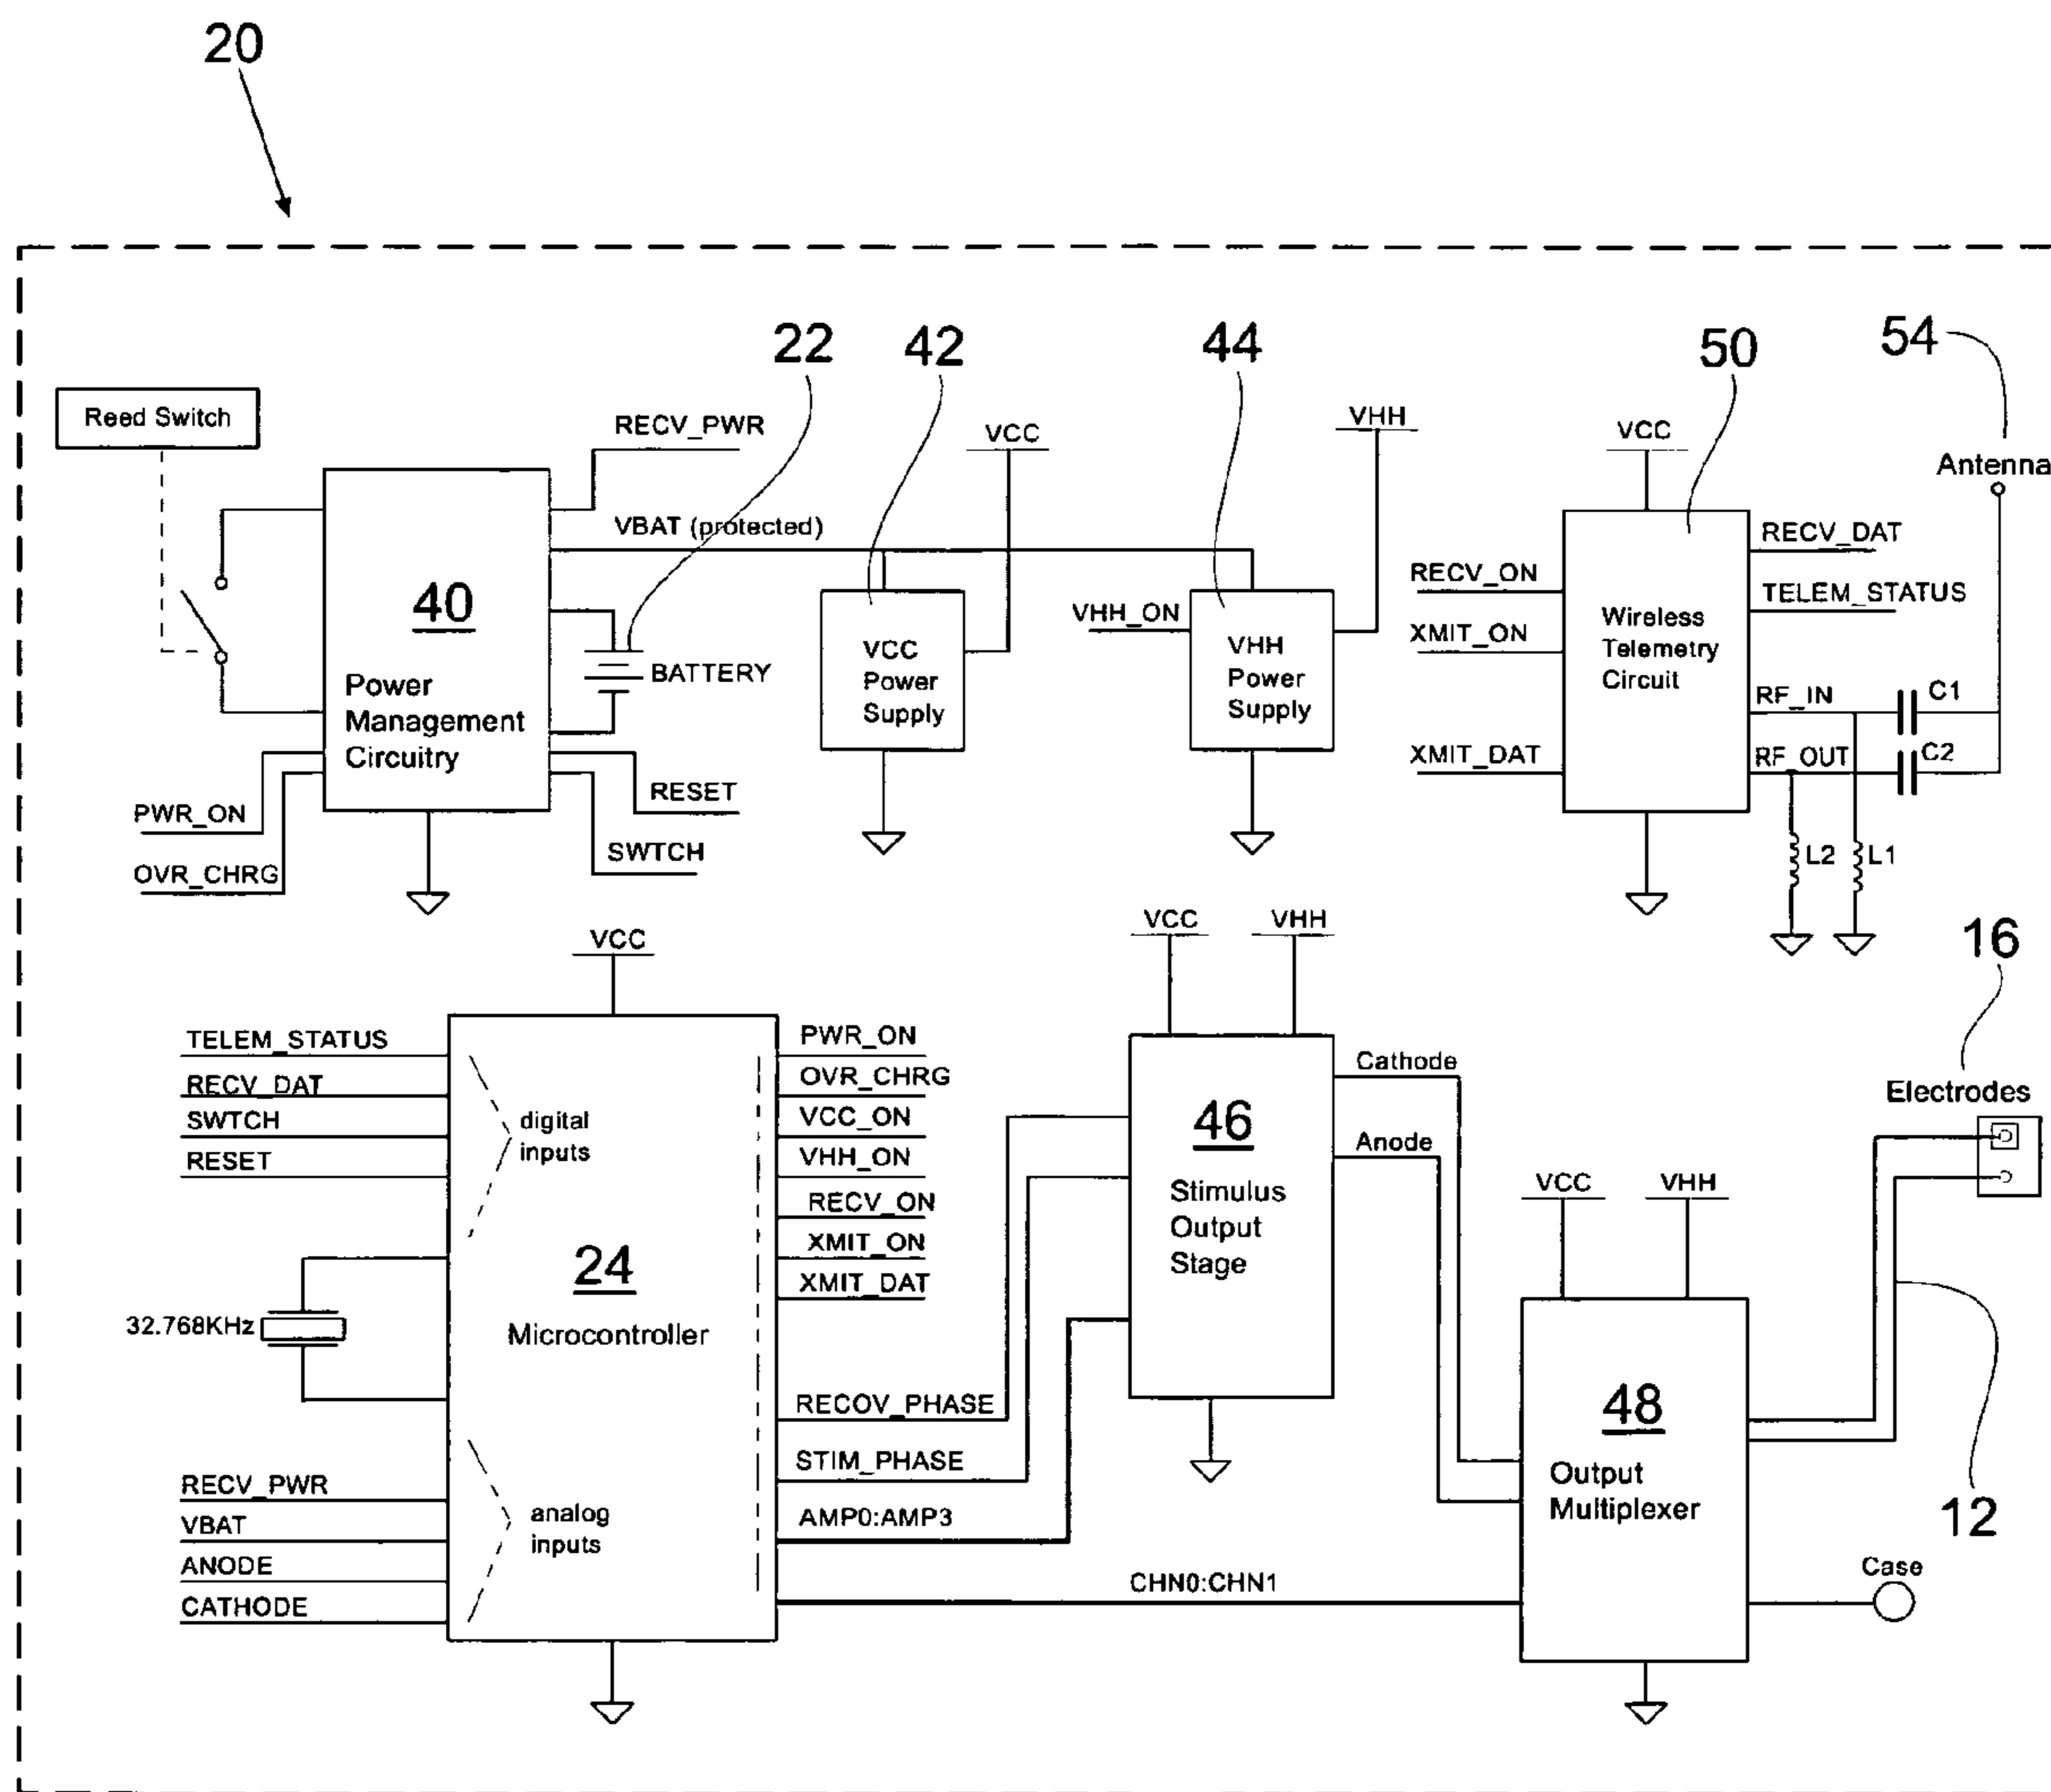 20
22
42
44
50
54
Reed Switch
RECV_PWR
VCC
VHH
VCC
Antenna
VBAT (protected)
40
Power
Management
Circuitry
BATTERY
VCC
Power
Supply
VHH_ON
VHH
Power
Supply
RECV_ON
XMIT_ON
XMIT_DAT
Wireless
Telemetry
Circuit
RECV_DAT
TELEM_STATUS
RF_IN
C1
RF_OUT
C2
L2
L1
PWR_ON
OVR_CHRG
RESET
SWTCH
VCC
TELEM_STATUS
RECV_DAT
SWTCH
RESET
digital
inputs
32.768KHz
24
Microcontroller
RECV_PWR
VBAT
ANODE
CATHODE
analog
inputs
PWR_ON
OVR_CHRG
VCC_ON
VHH_ON
RECV_ON
XMIT_ON
XMIT_DAT
RECOV_PHASE
STIM_PHASE
AMP0:AMP3
CHN0:CHN1
VCC
VHH
46
Stimulus
Output
Stage
Cathode
Anode
16
Electrodes
VCC
VHH
48
Output
Multiplexer
12
Case